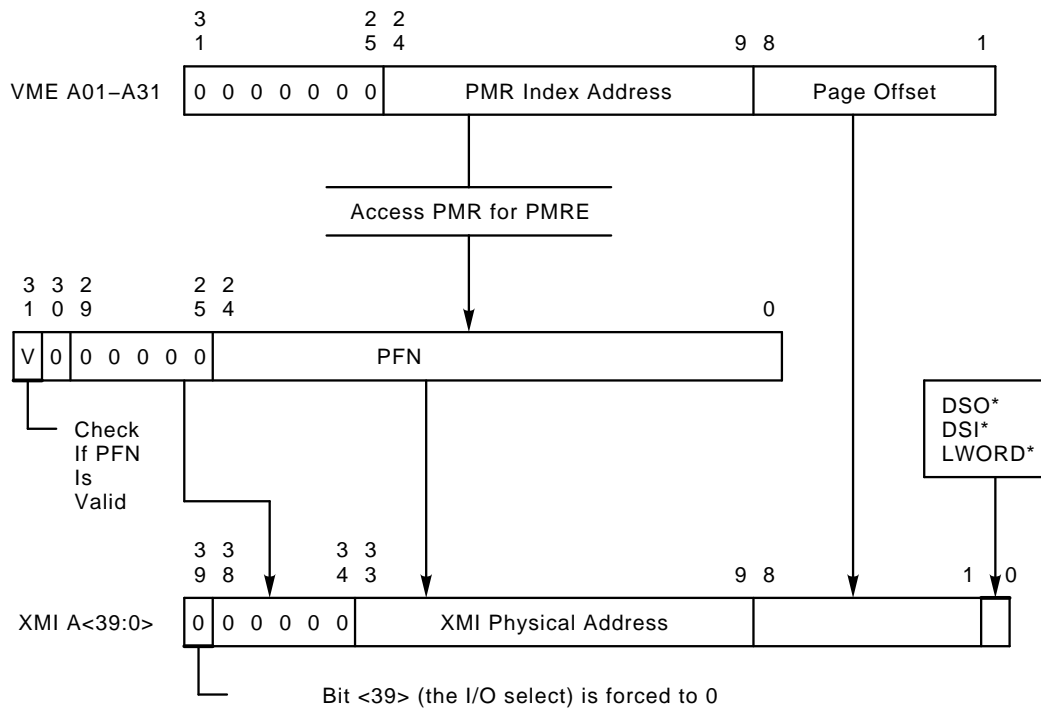 3 2 2
1 5 4 9 8 1
VME A01–A31 0 0 0 0 0 0 0 PMR Index Address Page Offset
Access PMR for PMRE
3 3 2 2 2
1 0 9 5 4 0
V 0 0 0 0 0 0 PFN
Check
If PFN
Is
Valid
DSO*
DSI*
LWORD*
3 3 3 3
9 8 4 3 9 8 1 0
XMI A<39:0> 0 0 0 0 0 0 XMI Physical Address
Bit <39> (the I/O select) is forced to 0